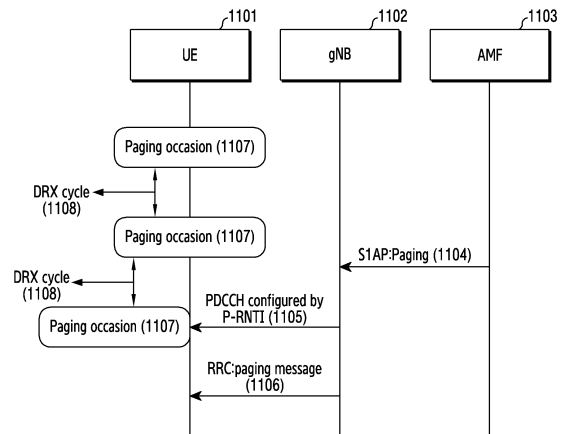 1101
1102
1103
UE
gNB
AMF
Paging occasion (1107)
DRX cycle
(1108)
Paging occasion (1107)
S1AP:Paging (1104)
DRX cycle
(1108)
PDCCH configured by
P-RNTI (1105)
Paging occasion (1107)
RRC:paging message
(1106)